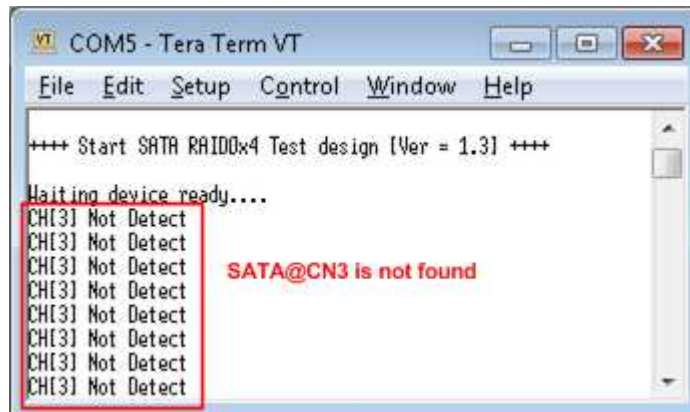 COM5 - Tera Term VT
File Edit Setup Control Window Help
++++ Start SATA RAID0x4 Test design [Ver = 1.3] ++++
Waiting device ready....
CH[3] Not Detect
CH[3] Not Detect
CH[3] Not Detect
SATA@CN3 is not found
CH[3] Not Detect
CH[3] Not Detect
CH[3] Not Detect
CH[3] Not Detect
CH[3] Not Detect